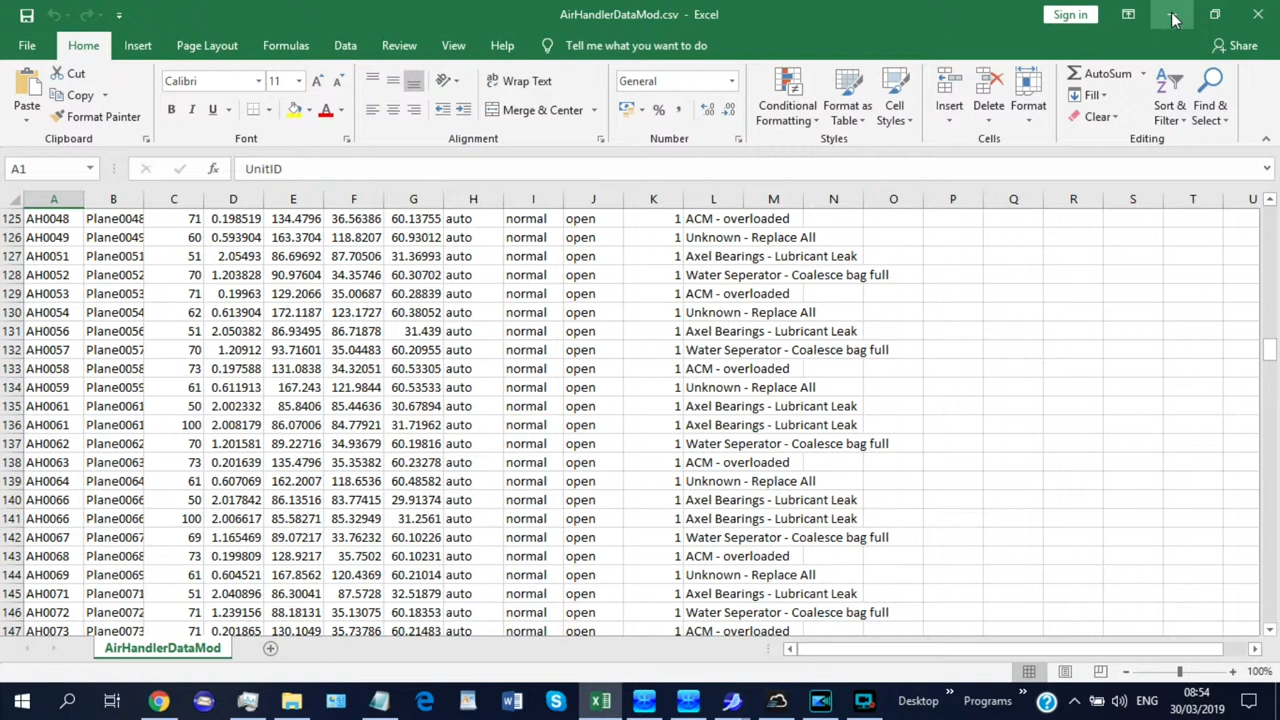 AirHandlerDataMod.csv - Excel
Sign in
File Home Insert Page Layout Formulas Data Review View Help Tell me what you want to do Share
Paste
Cut
Copy
Format Painter
Clipboard
Calibri 11
B I U
Font
Wrap Text
Merge & Center
Alignment
General
Number
Conditional Formatting
Format as Table
Cell Styles
Styles
Insert Delete Format
Cells
AutoSum
Fill
Clear
Sort & Filter
Find & Select
Editing
A1 UnitID
A B C D E F G H I J K L M N O P Q R S T U
125 AH0048 Plane0048 71 0.198519 134.4796 36.56386 60.13755 auto normal open 1 ACM - overloaded
126 AH0049 Plane0049 60 0.593904 163.3704 118.8207 60.93012 auto normal open 1 Unknown - Replace All
127 AH0051 Plane0051 51 2.05493 86.69692 87.70506 31.36993 auto normal open 1 Axel Bearings - Lubricant Leak
128 AH0052 Plane0052 70 1.203828 90.97604 34.35746 60.30702 auto normal open 1 Water Seperator - Coalesce bag full
129 AH0053 Plane0053 71 0.19963 129.2066 35.00687 60.28839 auto normal open 1 ACM - overloaded
130 AH0054 Plane0054 62 0.613904 172.1187 123.1727 60.38052 auto normal open 1 Unknown - Replace All
131 AH0056 Plane0056 51 2.050382 86.93495 86.71878 31.439 auto normal open 1 Axel Bearings - Lubricant Leak
132 AH0057 Plane0057 70 1.20912 93.71601 35.04483 60.20955 auto normal open 1 Water Seperator - Coalesce bag full
133 AH0058 Plane0058 73 0.197588 131.0838 34.32051 60.53305 auto normal open 1 ACM - overloaded
134 AH0059 Plane0059 61 0.611913 167.243 121.9844 60.53533 auto normal open 1 Unknown - Replace All
135 AH0061 Plane0061 50 2.002332 85.8406 85.44636 30.67894 auto normal open 1 Axel Bearings - Lubricant Leak
136 AH0061 Plane0061 100 2.008179 86.07006 84.77921 31.71962 auto normal open 1 Axel Bearings - Lubricant Leak
137 AH0062 Plane0062 70 1.201581 89.22716 34.93679 60.19816 auto normal open 1 Water Seperator - Coalesce bag full
138 AH0063 Plane0063 73 0.201639 135.4796 35.35382 60.23278 auto normal open 1 ACM - overloaded
139 AH0064 Plane0064 61 0.607069 162.2007 118.6536 60.48582 auto normal open 1 Unknown - Replace All
140 AH0066 Plane0066 50 2.017842 86.13516 83.77415 29.91374 auto normal open 1 Axel Bearings - Lubricant Leak
141 AH0066 Plane0066 100 2.006617 85.58271 85.32949 31.2561 auto normal open 1 Axel Bearings - Lubricant Leak
142 AH0067 Plane0067 69 1.165469 89.07217 33.76232 60.10226 auto normal open 1 Water Seperator - Coalesce bag full
143 AH0068 Plane0068 73 0.199809 128.9217 35.7502 60.10231 auto normal open 1 ACM - overloaded
144 AH0069 Plane0069 61 0.604521 167.8562 120.4369 60.21014 auto normal open 1 Unknown - Replace All
145 AH0071 Plane0071 51 2.040896 86.30041 87.5728 32.51879 auto normal open 1 Axel Bearings - Lubricant Leak
146 AH0072 Plane0072 71 1.239156 88.18131 35.13075 60.18353 auto normal open 1 Water Seperator - Coalesce bag full
147 AH0073 Plane0073 71 0.201865 130.1049 35.73786 60.21483 auto normal open 1 ACM - overloaded
AirHandlerDataMod
100%
Desktop Programs ENG 08:54
30/03/2019